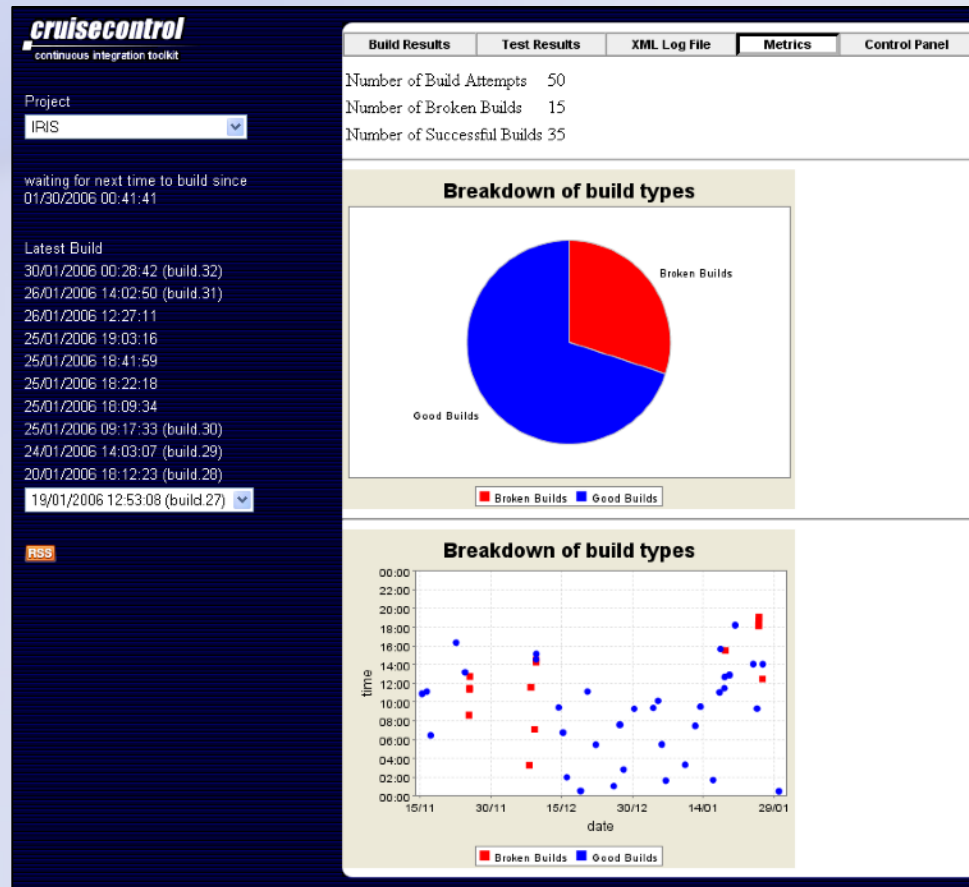 cruisecontrol
continuous integration toolkit
Project
IRIS
waiting for next time to build since
01/30/2006 00:41:41
Latest Build
30/01/2006 00:28:42 (build.32)
26/01/2006 14:02:50 (build.31)
26/01/2006 12:27:11
25/01/2006 19:03:16
25/01/2006 18:41:59
25/01/2006 18:22:18
25/01/2006 18:09:34
25/01/2006 09:17:33 (build.30)
24/01/2006 14:03:07 (build.29)
20/01/2006 18:12:23 (build.28)
19/01/2006 12:53:08 (build.27)
RSS
Build Results Test Results XML Log File Metrics Control Panel
Number of Build Attempts 50
Number of Broken Builds 15
Number of Successful Builds 35
Breakdown of build types
Broken Builds
Good Builds
Broken Builds Good Builds
Breakdown of build types
00:00
22:00
20:00
18:00
16:00
14:00
12:00
10:00
08:00
06:00
04:00
02:00
00:00
time
15/11 30/11 15/12 30/12 14/01 29/01
date
Broken Builds Good Builds